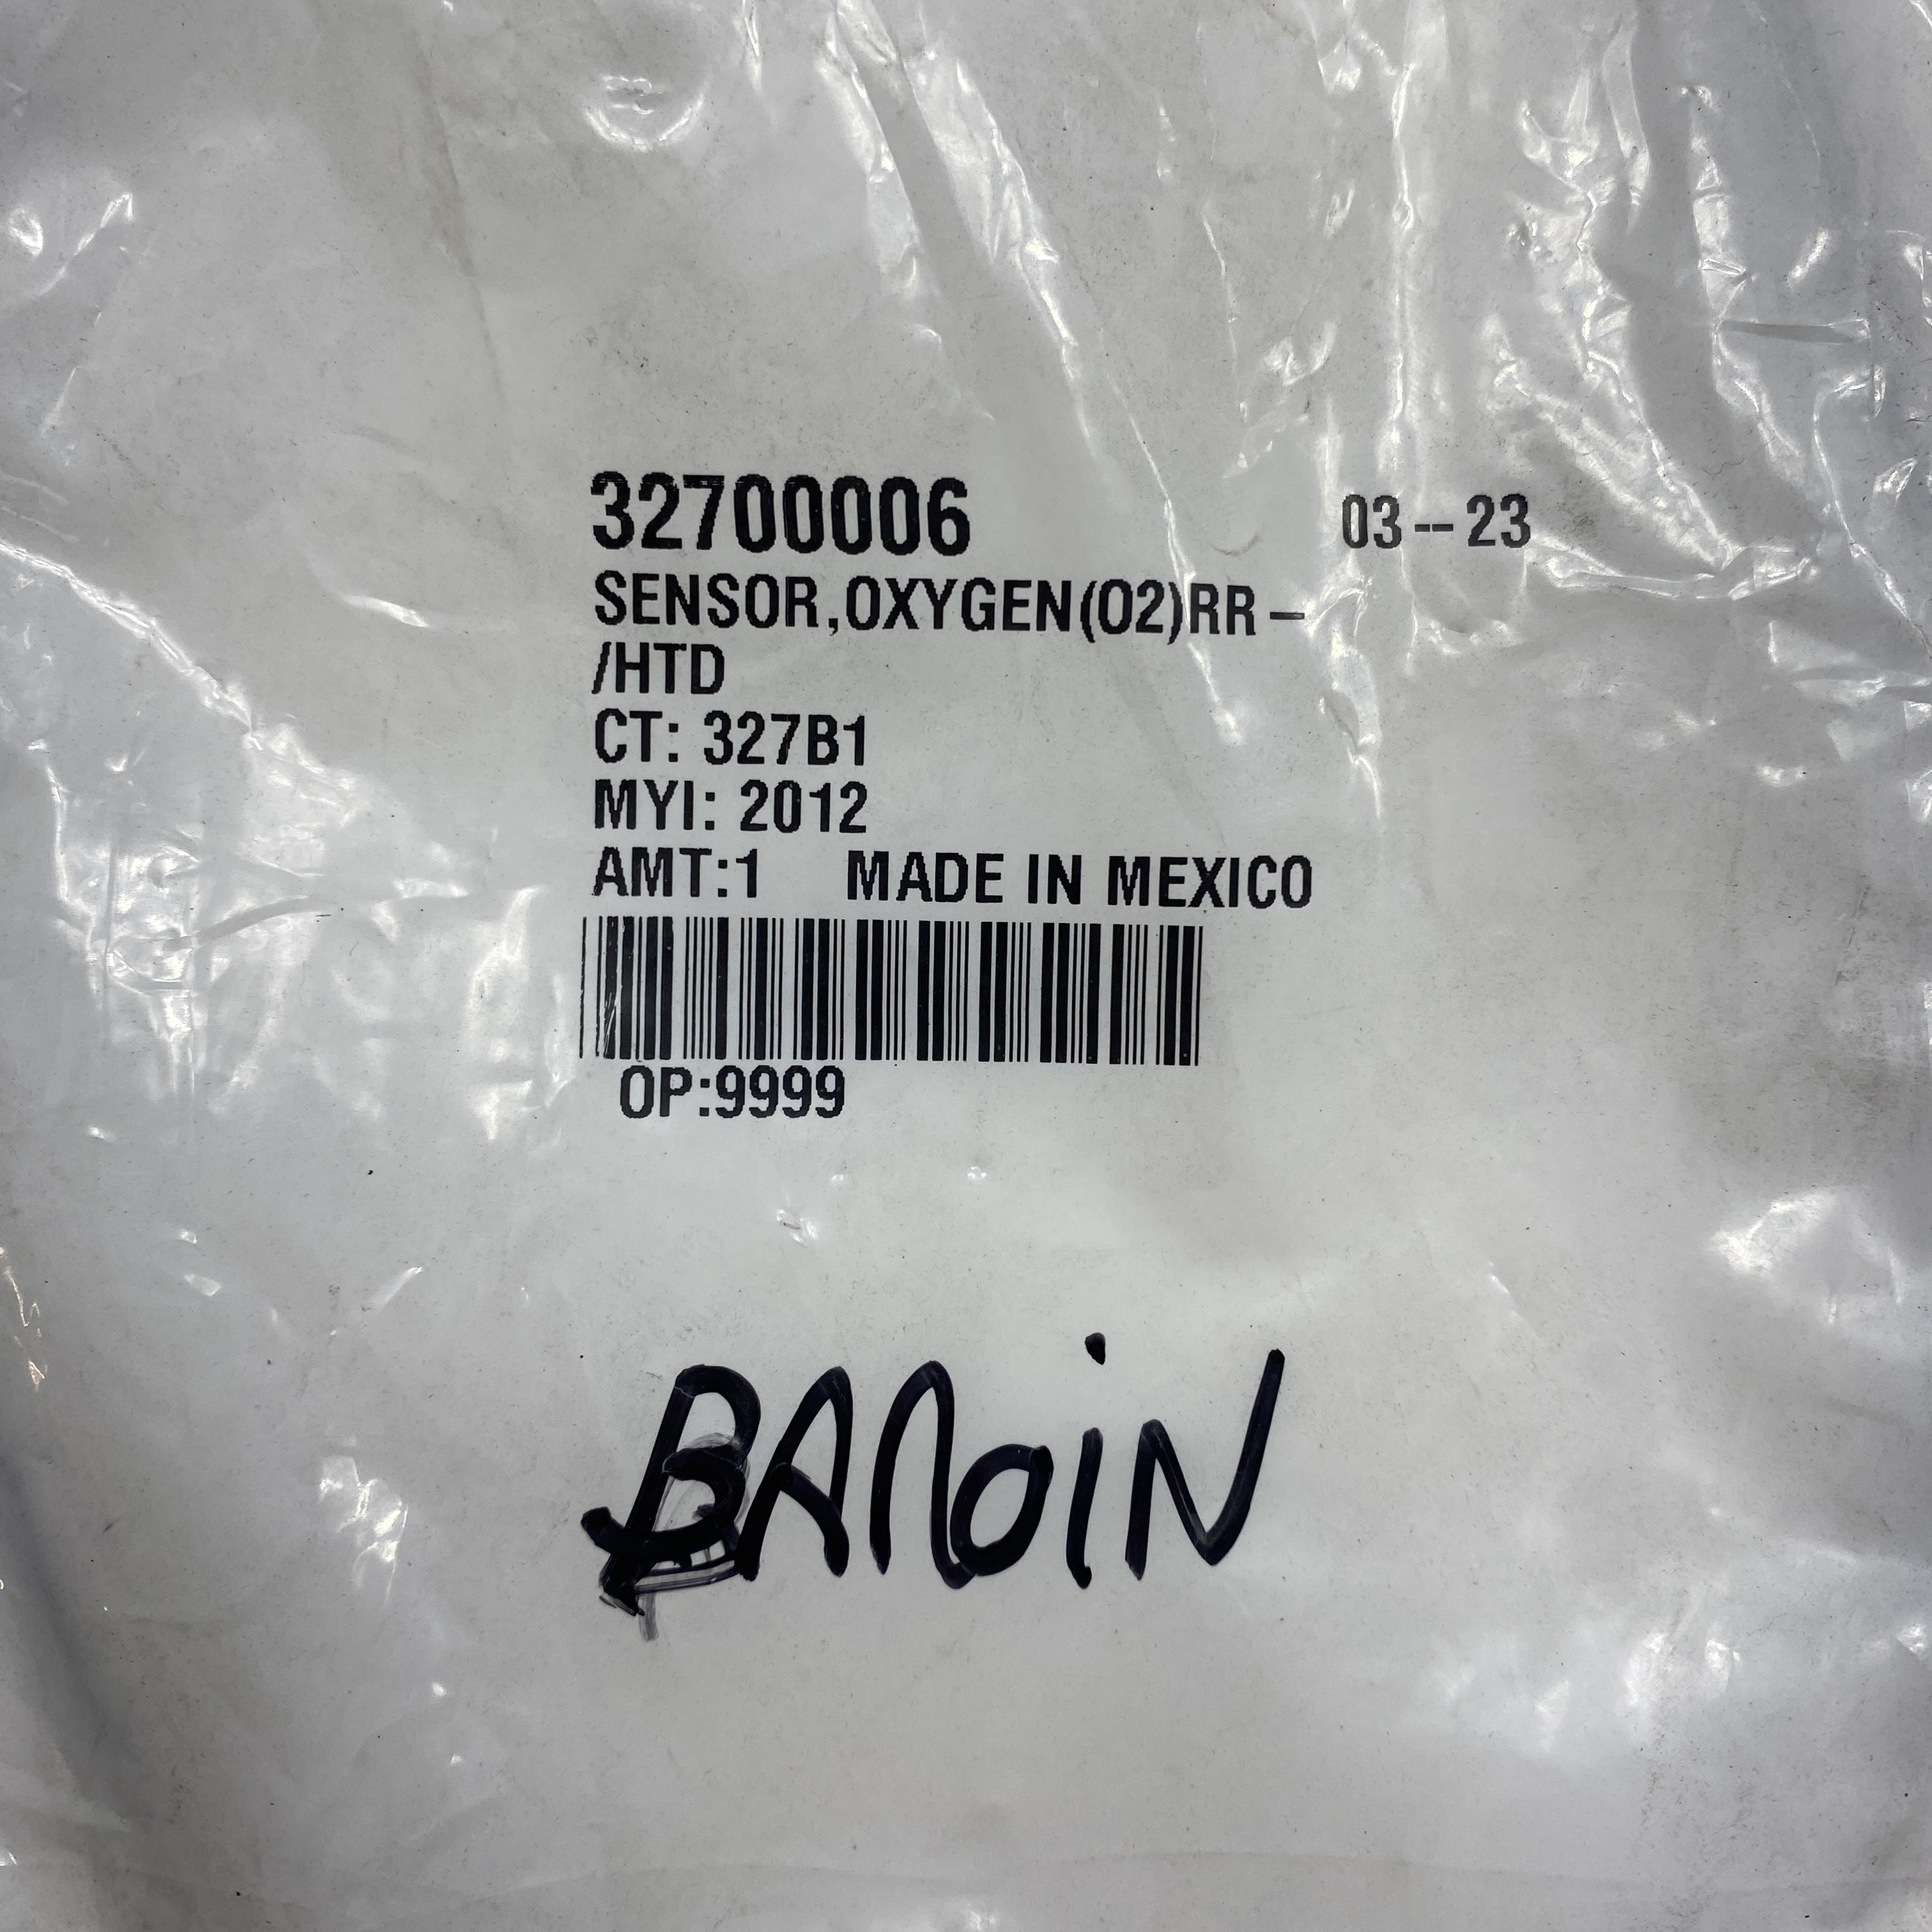 32700006 03--23
SENSOR,OXYGEN(O2)RR-
/HTD
CT: 327B1
MYI: 2012
AMT:1 MADE IN MEXICO
OP:9999
BANOIN